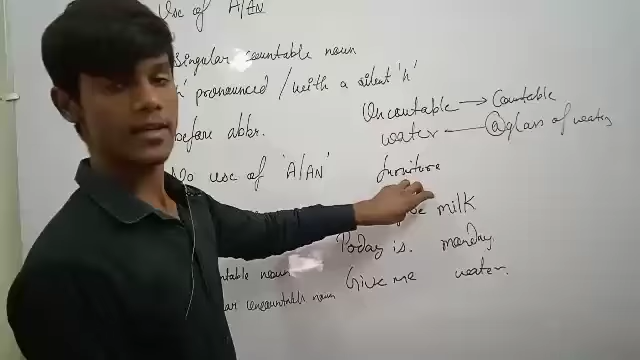 Use of A/AN
singular countable noun
'h' pronounced / with a silent 'h'
before abbr.
No use of 'A/AN'
Uncountable → Countable
water — a glass of water
furniture
milk
Today is. monday
Give me water.
noun
uncountable noun